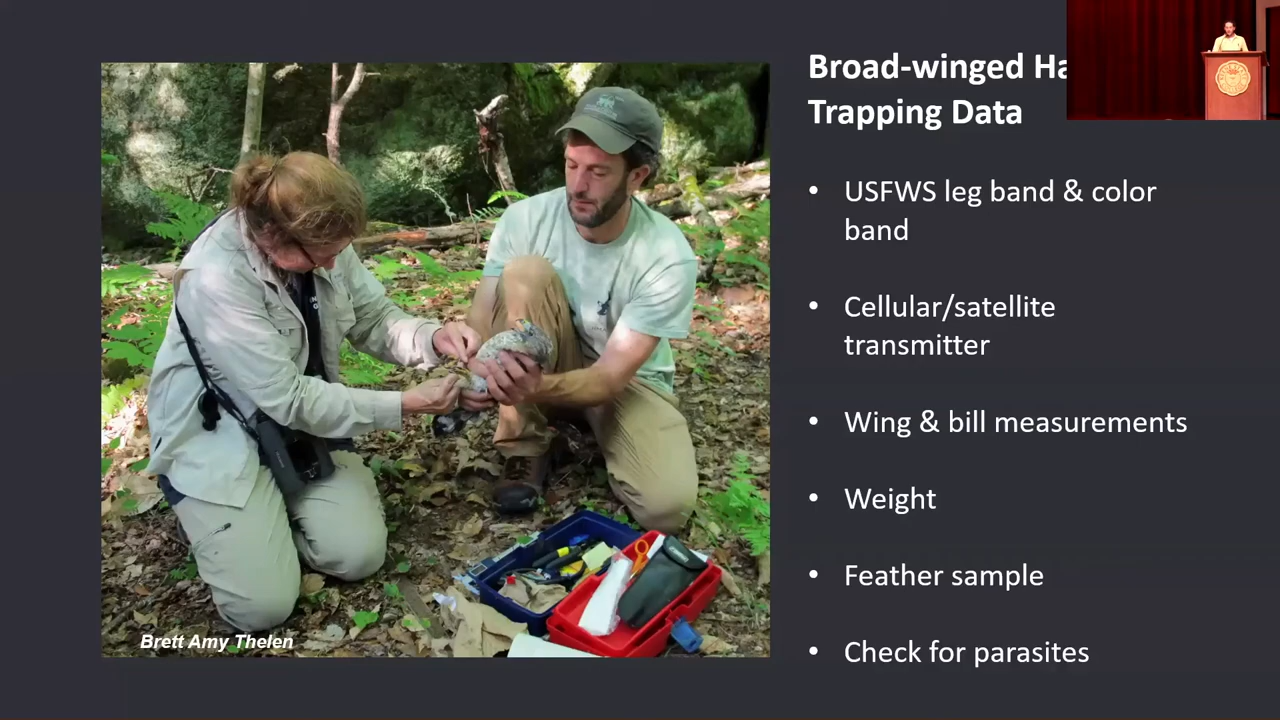 Broad-winged Ha
Trapping Data
• USFWS leg band & color
band
• Cellular/satellite
transmitter
• Wing & bill measurements
• Weight
• Feather sample
• Check for parasites
Brett Amy Thelen